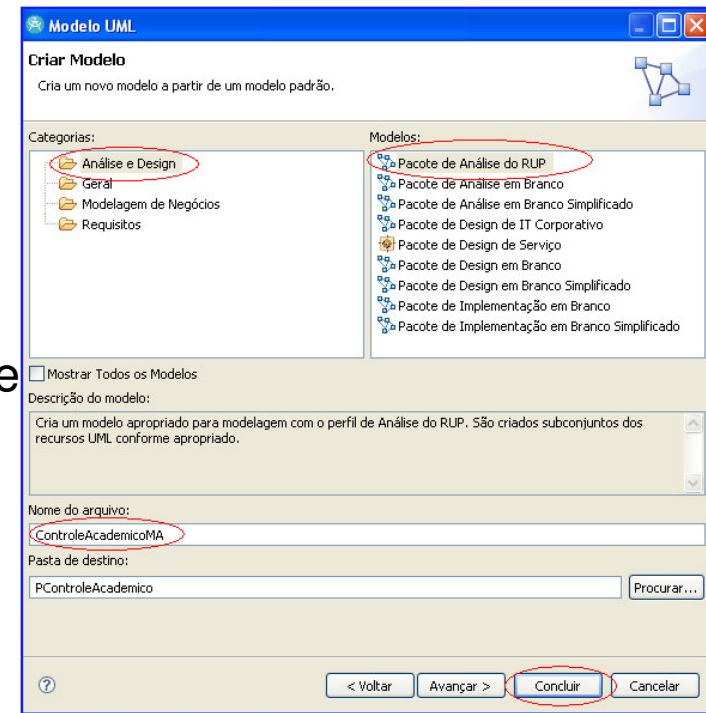 Modelo UML
Criar Modelo
Cria um novo modelo a partir de um modelo padrão.
Categorias:
Análise e Design
Geral
Modelagem de Negócios
Requisitos
Modelos:
Pacote de Análise do RUP
Pacote de Análise em Branco
Pacote de Análise em Branco Simplificado
Pacote de Design de IT Corporativo
Pacote de Design de Serviço
Pacote de Design em Branco
Pacote de Design em Branco Simplificado
Pacote de Implementação em Branco
Pacote de Implementação em Branco Simplificado
e
Mostrar Todos os Modelos
Descrição do modelo:
Cria um modelo apropriado para modelagem com o perfil de Análise do RUP. São criados subconjuntos dos
recursos UML conforme apropriado.
Nome do arquivo:
ControleAcademicoMA
Pasta de destino:
PControleAcademico
Procurar...
?
< Voltar
Avançar >
Concluir
Cancelar